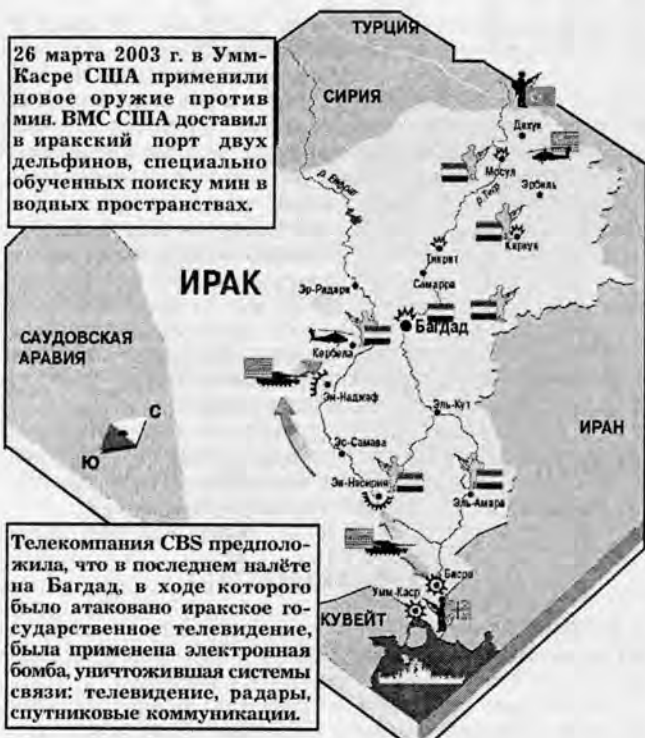 26 марта 2003 г. в Умм-
Касре США применили
новое оружие против
мин. ВМС США доставил
в иракский порт двух
дельфинов, специально
обученных поиску мин в
водных пространствах.
ТУРЦИЯ
СИРИЯ
Дахук
Мосул
Эрбиль
р. Евфрат
р. Тигр
Киркук
Тикрит
Самарра
ИРАК
Эр-Радари
Багдад
САУДОВСКАЯ
АРАВИЯ
Кербела
Эн-Наджаф
Эль-Кут
ИРАН
С
Ю
Эс-Самава
Эн-Насирия
Эль-Амара
Телекомпания CBS предполо-
жила, что в последнем налёте
на Багдад, в ходе которого
было атаковано иракское го-
сударственное телевидение,
была применена электронная
бомба, уничтожившая системы
связи: телевидение, радары,
спутниковые коммуникации.
Басра
Умм-Каср
КУВЕЙТ